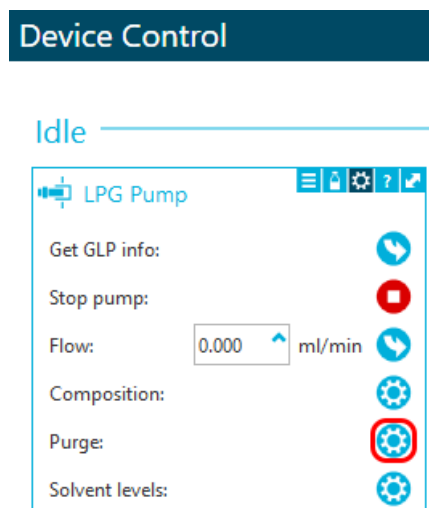 Device Control
Idle
LPG Pump ?
Get GLP info:
Stop pump:
Flow: 0.000 ml/min
Composition:
Purge:
Solvent levels: